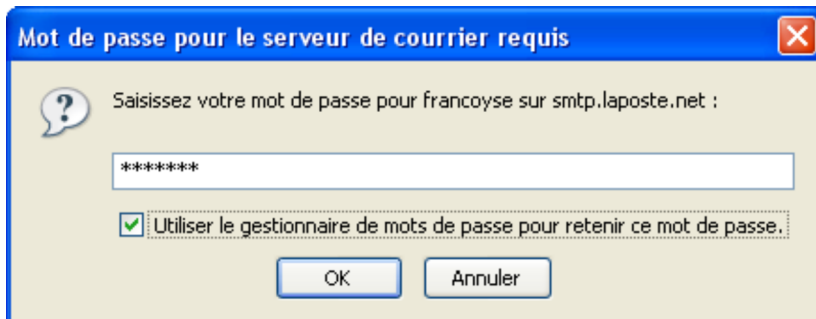 Mot de passe pour le serveur de courrier requis
Saisissez votre mot de passe pour francoyse sur smtp.laposte.net :
*******
Utiliser le gestionnaire de mots de passe pour retenir ce mot de passe.
OK
Annuler